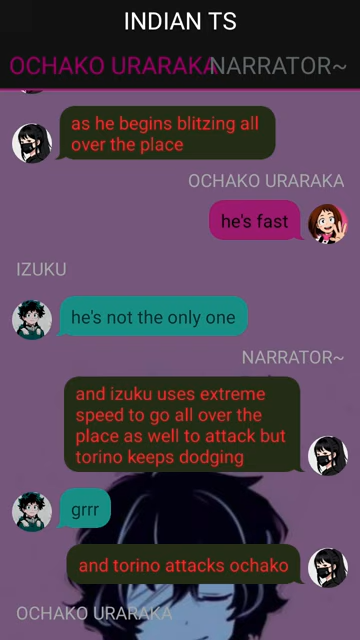 INDIAN TS
OCHAKO URARAKA
NARRATOR~
as he begins blitzing all
over the place
OCHAKO URARAKA
he's fast
IZUKU
he's not the only one
NARRATOR~
and izuku uses extreme
speed to go all over the
place as well to attack but
torino keeps dodging
grrr
and torino attacks ochako
OCHAKO URARAKA